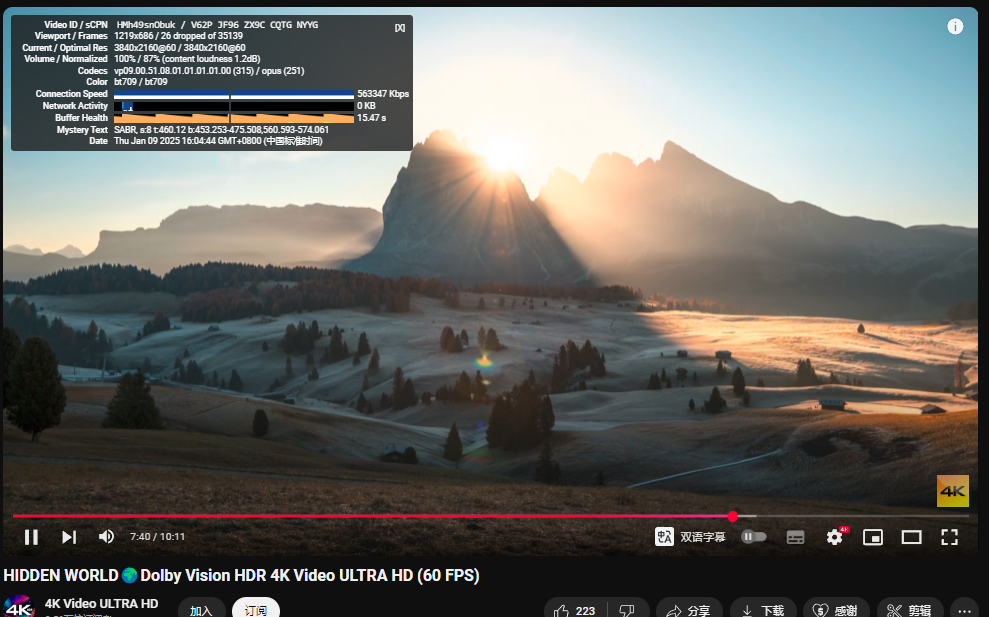 Video ID / sCPN HMh49snObuk / V62P JF96 ZX9C CQTG NYYG
[X]
Viewport / Frames 1219x686 / 26 dropped of 35139
Current / Optimal Res 3840x2160@60 / 3840x2160@60
Volume / Normalized 100% / 87% (content loudness 1.2dB)
Codecs vp09.00.51.08.01.01.01.01.00 (315) / opus (251)
Color bt709 / bt709
Connection Speed 563347 Kbps
Network Activity 0 KB
Buffer Health 15.47 s
Mystery Text SABR, s:8 t:460.12 b:453.253-475.508,560.593-574.061
Date Thu Jan 09 2025 16:04:44 GMT+0800 (中国标准时间)
4K
7:40 / 10:11
双语字幕
4K
HIDDEN WORLD🌍Dolby Vision HDR 4K Video ULTRA HD (60 FPS)
4K
4K Video ULTRA HD
加入
订阅
223
分享
下载
感谢
剪辑